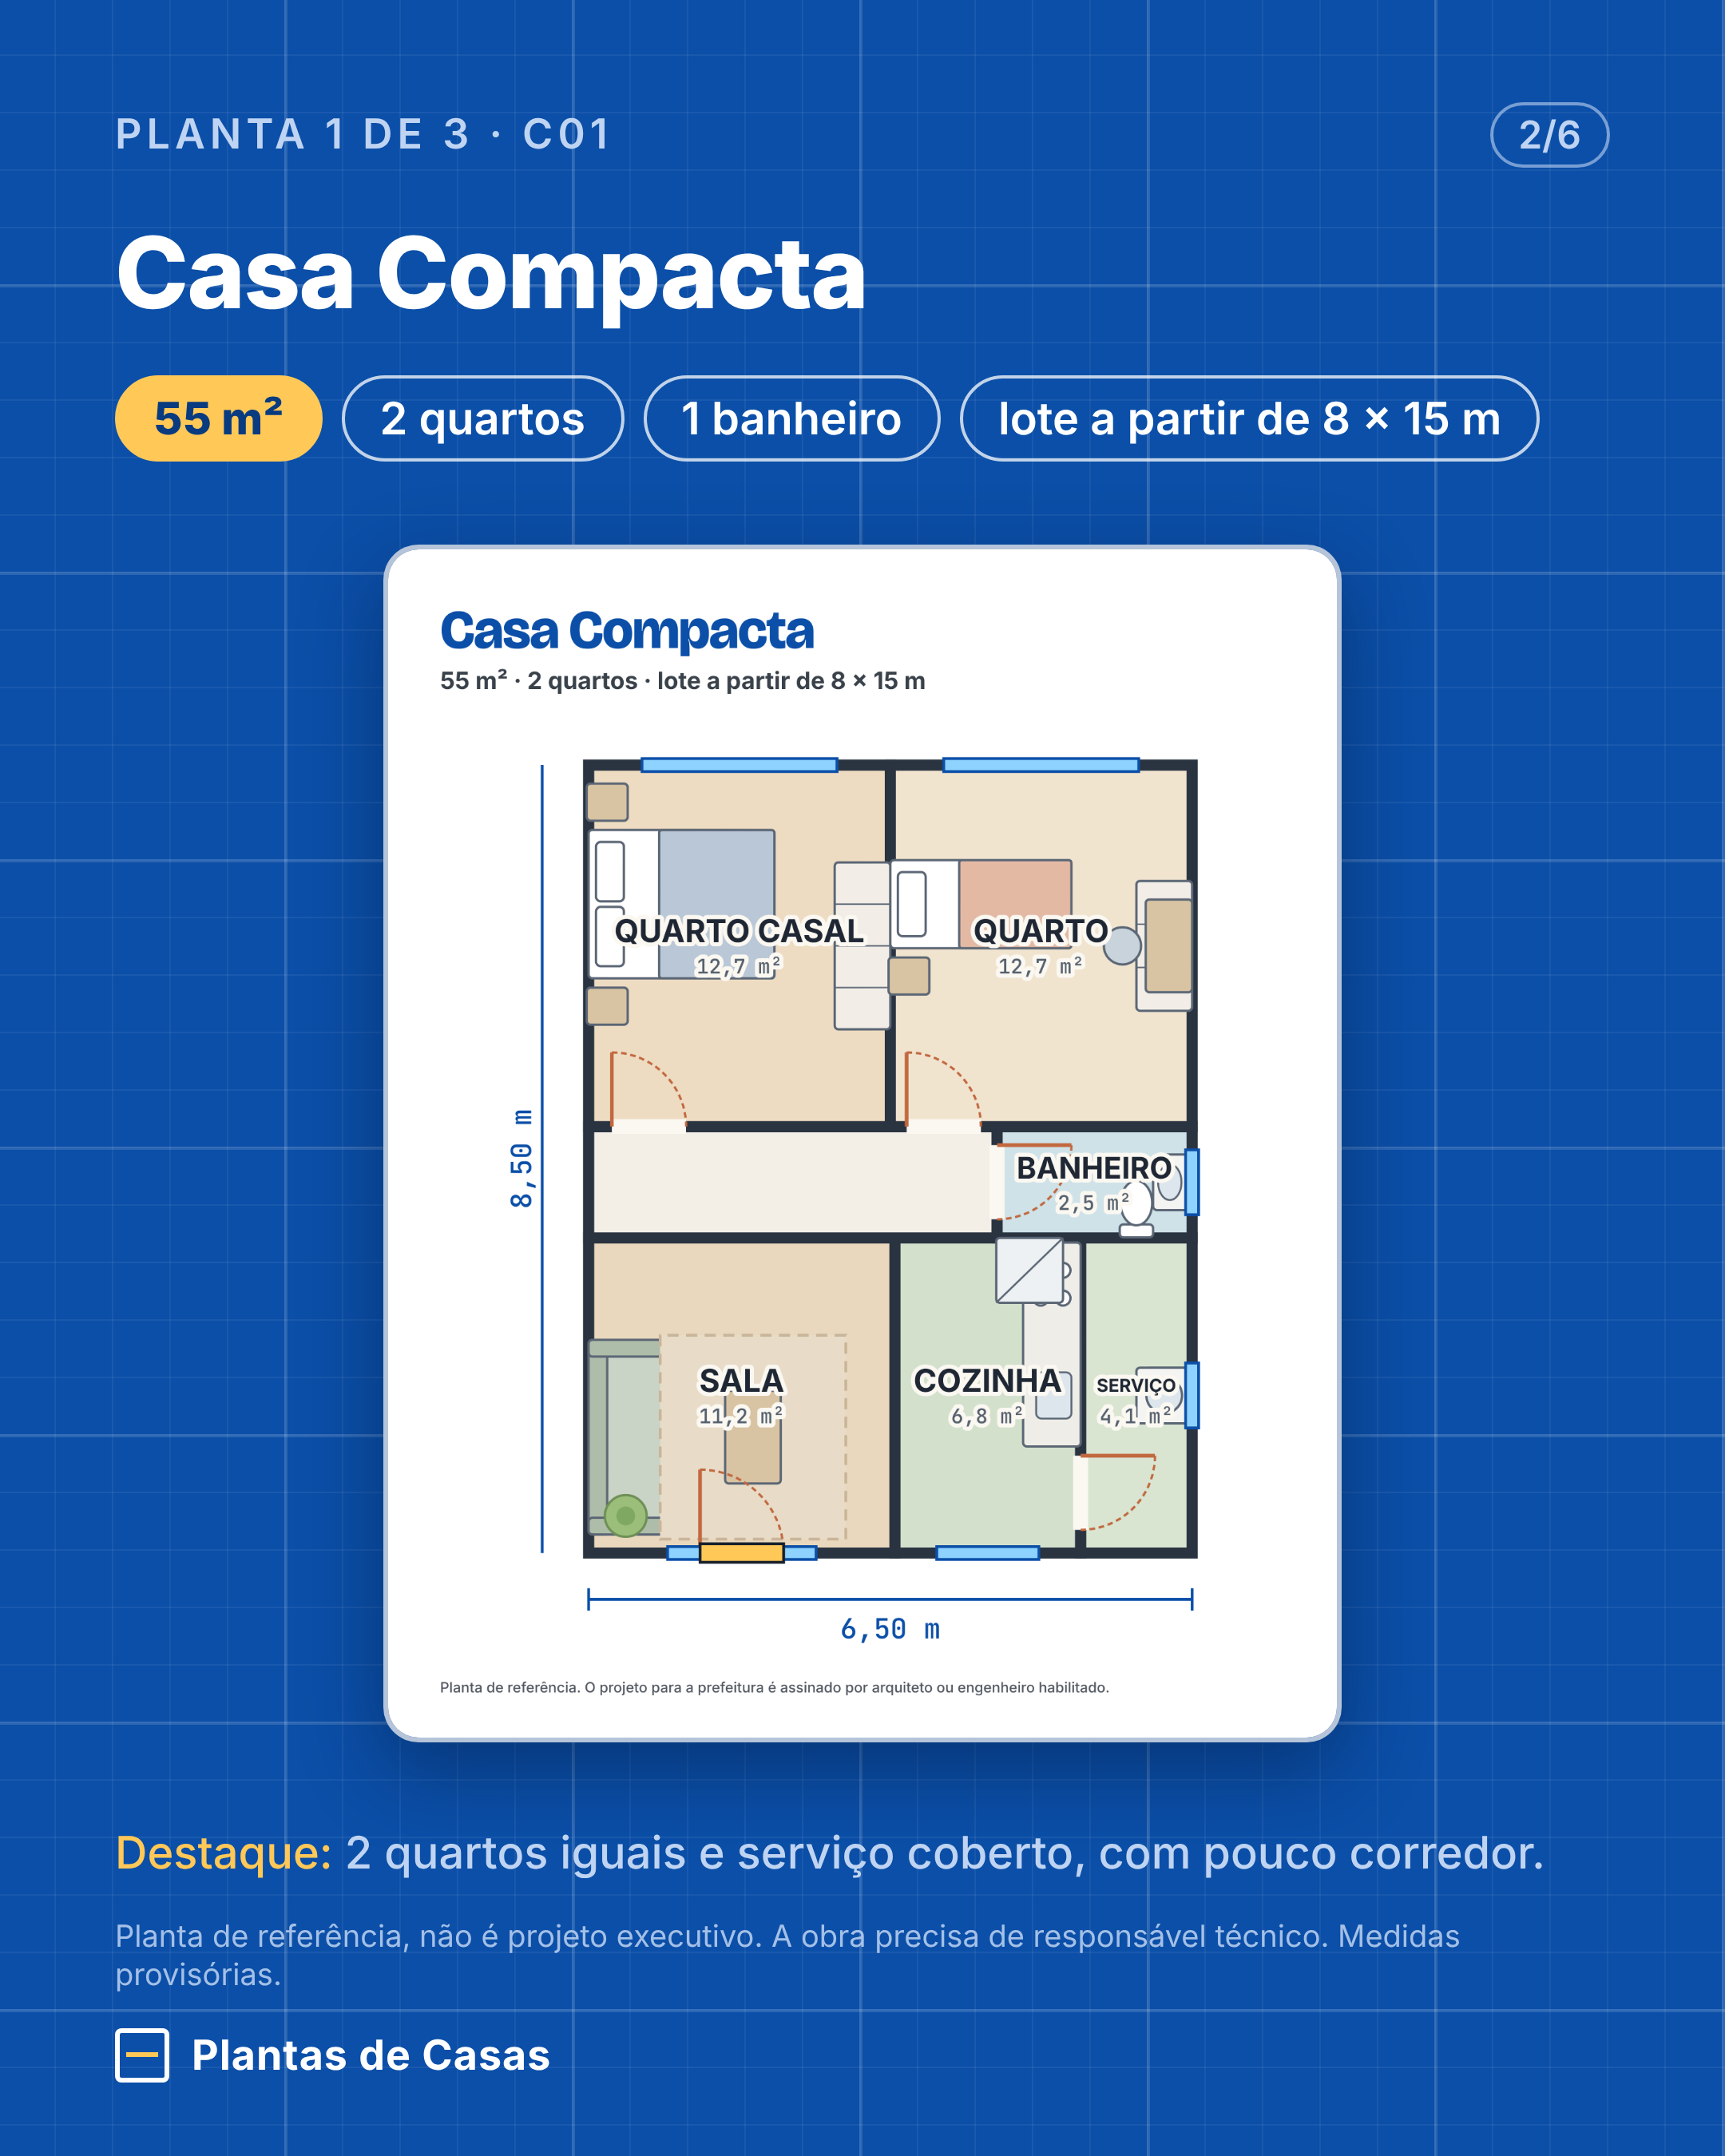 PLANTA 1 DE 3 · C01
2/6
Casa Compacta
55 m²
2 quartos
1 banheiro
lote a partir de 8 × 15 m
Casa Compacta
55 m² · 2 quartos · lote a partir de 8 × 15 m
QUARTO CASAL
12,7 m²
QUARTO
12,7 m²
8,50 m
BANHEIRO
2,5 m²
SALA
11,2 m²
COZINHA
6,8 m²
SERVIÇO
4,1 m²
6,50 m
Planta de referência. O projeto para a prefeitura é assinado por arquiteto ou engenheiro habilitado.
Destaque: 2 quartos iguais e serviço coberto, com pouco corredor.
Planta de referência, não é projeto executivo. A obra precisa de responsável técnico. Medidas
provisórias.
Plantas de Casas